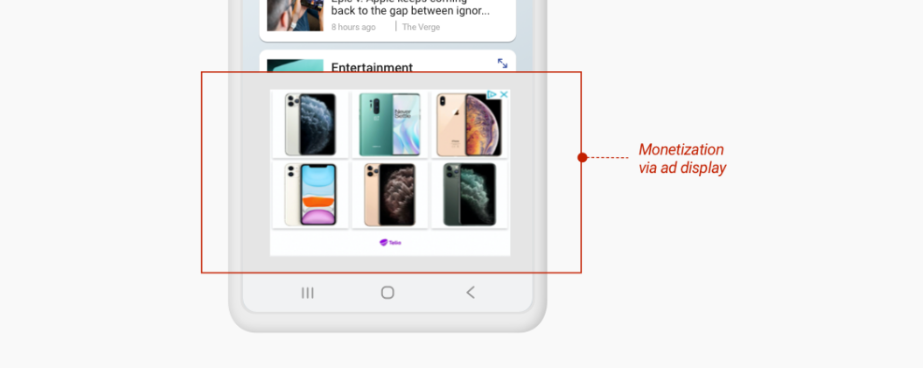 Epic v. Apple keeps coming
back to the gap between ignor...
8 hours ago | The Verge
Entertainment
Monetization
via ad display